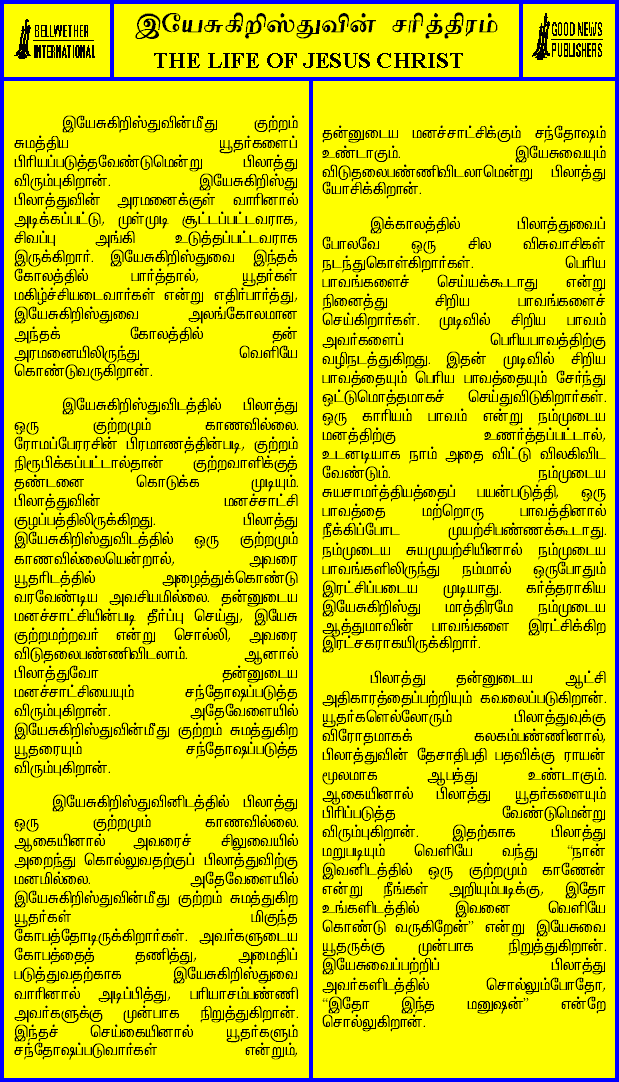 BELLWETHER
INTERNATIONAL
இயேசுகிறிஸ்துவின் சரித்திரம்
THE LIFE OF JESUS CHRIST
GOOD NEWS
PUBLISHERS
இயேசுகிறிஸ்துவின்மீது குற்றம்
சுமத்திய யூதர்களைப்
பிரியப்படுத்தவேண்டுமென்று பிலாத்து
விரும்புகிறான். இயேசுகிறிஸ்து
பிலாத்துவின் அரமனைக்குள் வாரினால்
அடிக்கப்பட்டு, முள்முடி சூட்டப்பட்டவராக,
சிவப்பு அங்கி உடுத்தப்பட்டவராக
இருக்கிறார். இயேசுகிறிஸ்துவை இந்தக்
கோலத்தில் பார்த்தால், யூதர்கள்
மகிழ்ச்சியடைவார்கள் என்று எதிர்பார்த்து,
இயேசுகிறிஸ்துவை அலங்கோலமான
அந்தக் கோலத்தில் தன்
அரமனையிலிருந்து வெளியே
கொண்டுவருகிறான்.
இயேசுகிறிஸ்துவிடத்தில் பிலாத்து
ஒரு குற்றமும் காணவில்லை.
ரோமப்பேரரசின் பிரமாணத்தின்படி, குற்றம்
நிரூபிக்கப்பட்டால்தான் குற்றவாளிக்குத்
தண்டனை கொடுக்க முடியும்.
பிலாத்துவின் மனச்சாட்சி
குழப்பத்திலிருக்கிறது. பிலாத்து
இயேசுகிறிஸ்துவிடத்தில் ஒரு குற்றமும்
காணவில்லையென்றால், அவரை
யூதரிடத்தில் அழைத்துக்கொண்டு
வரவேண்டிய அவசியமில்லை. தன்னுடைய
மனச்சாட்சியின்படி தீர்ப்பு செய்து, இயேசு
குற்றமற்றவர் என்று சொல்லி, அவரை
விடுதலைபண்ணிவிடலாம். ஆனால்
பிலாத்துவோ தன்னுடைய
மனச்சாட்சியையும் சந்தோஷப்படுத்த
விரும்புகிறான். அதேவேளையில்
இயேசுகிறிஸ்துவின்மீது குற்றம் சுமத்துகிற
யூதரையும் சந்தோஷப்படுத்த
விரும்புகிறான்.
இயேசுகிறிஸ்துவினிடத்தில் பிலாத்து
ஒரு குற்றமும் காணவில்லை.
ஆகையினால் அவரைச் சிலுவையில்
அறைந்து கொல்லுவதற்குப் பிலாத்துவிற்கு
மனமில்லை. அதேவேளையில்
இயேசுகிறிஸ்துவின்மீது குற்றம் சுமத்துகிற
யூதர்கள் மிகுந்த
கோபத்தோடிருக்கிறார்கள். அவர்களுடைய
கோபத்தைத் தணித்து, அமைதிப்
படுத்துவதற்காக இயேசுகிறிஸ்துவை
வாரினால் அடிப்பித்து, பரியாசம்பண்ணி
அவர்களுக்கு முன்பாக நிறுத்துகிறான்.
இந்தச் செய்கையினால் யூதர்களும்
சந்தோஷப்படுவார்கள் என்றும்,
தன்னுடைய மனச்சாட்சிக்கும் சந்தோஷம்
உண்டாகும். இயேசுவையும்
விடுதலைபண்ணிவிடலாமென்று பிலாத்து
யோசிக்கிறான்.
இக்காலத்தில் பிலாத்துவைப்
போலவே ஒரு சில விசுவாசிகள்
நடந்துகொள்கிறார்கள். பெரிய
பாவங்களைச் செய்யக்கூடாது என்று
நினைத்து சிறிய பாவங்களைச்
செய்கிறார்கள். முடிவில் சிறிய பாவம்
அவர்களைப் பெரியபாவத்திற்கு
வழிநடத்துகிறது. இதன் முடிவில் சிறிய
பாவத்தையும் பெரிய பாவத்தையும் சேர்ந்து
ஒட்டுமொத்தமாகச் செய்துவிடுகிறார்கள்.
ஒரு காரியம் பாவம் என்று நம்முடைய
மனத்திற்கு உணர்த்தப்பட்டால்,
உடனடியாக நாம் அதை விட்டு விலகிவிட
வேண்டும். நம்முடைய
சுயசாமர்த்தியத்தைப் பயன்படுத்தி, ஒரு
பாவத்தை மற்றொரு பாவத்தினால்
நீக்கிப்போட முயற்சிபண்ணக்கூடாது.
நம்முடைய சுயமுயற்சியினால் நம்முடைய
பாவங்களிலிருந்து நம்மால் ஒருபோதும்
இரட்சிப்படைய முடியாது. கர்த்தராகிய
இயேசுகிறிஸ்து மாத்திரமே நம்முடைய
ஆத்துமாவின் பாவங்களை இரட்சிக்கிற
இரட்சகராகயிருக்கிறார்.
பிலாத்து தன்னுடைய ஆட்சி
அதிகாரத்தைப்பற்றியும் கவலைப்படுகிறான்.
யூதர்களெல்லோரும் பிலாத்துவுக்கு
விரோதமாகக் கலகம்பண்ணினால்,
பிலாத்துவின் தேசாதிபதி பதவிக்கு ராயன்
மூலமாக ஆபத்து உண்டாகும்.
ஆகையினால் பிலாத்து யூதர்களையும்
பிரிப்படுத்த வேண்டுமென்று
விரும்புகிறான். இதற்காக பிலாத்து
மறுபடியும் வெளியே வந்து “நான்
இவனிடத்தில் ஒரு குற்றமும் காணேன்
என்று நீங்கள் அறியும்படிக்கு, இதோ
உங்களிடத்தில் இவனை வெளியே
கொண்டு வருகிறேன்” என்று இயேசுவை
யூதருக்கு முன்பாக நிறுத்துகிறான்.
இயேசுவைப்பற்றிப் பிலாத்து
அவர்களிடத்தில் சொல்லும்போதோ,
“இதோ இந்த மனுஷன்” என்றே
சொல்லுகிறான்.